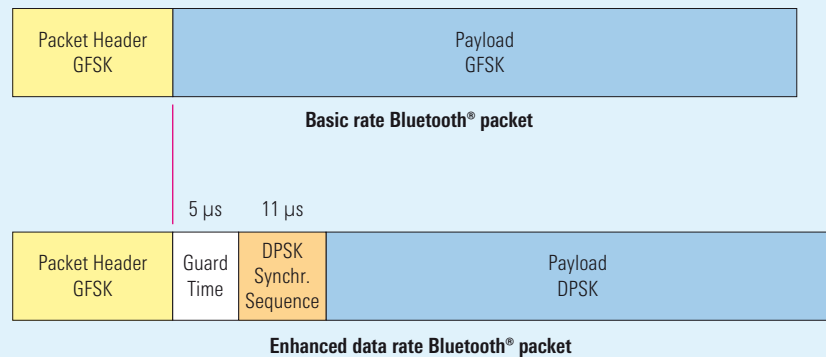 Packet Header
GFSK
Payload
GFSK
Basic rate Bluetooth® packet
5 µs
11 µs
Packet Header
GFSK
Guard
Time
DPSK
Synchr.
Sequence
Payload
DPSK
Enhanced data rate Bluetooth® packet